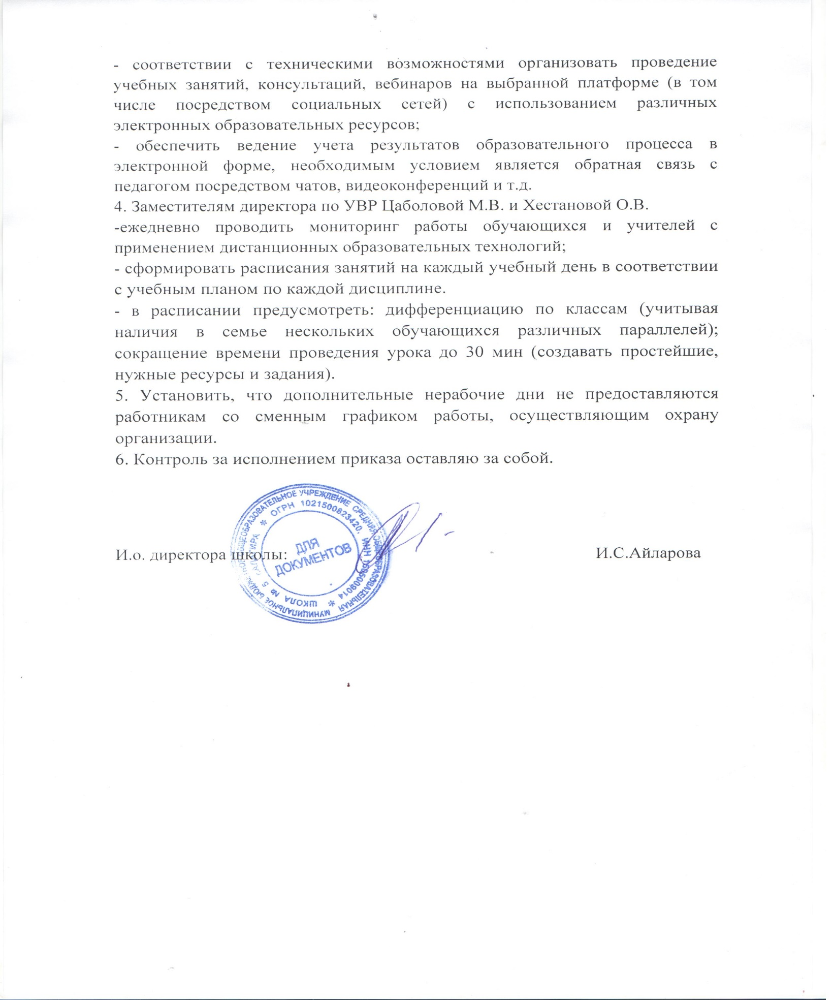 - соответствии с техническими возможностями организовать проведение
учебных занятий, консультаций, вебинаров на выбранной платформе (в том
числе посредством социальных сетей) с использованием различных
электронных образовательных ресурсов;
- обеспечить ведение учета результатов образовательного процесса в
электронной форме, необходимым условием является обратная связь с
педагогом посредством чатов, видеоконференций и т.д.
4. Заместителям директора по УВР Цаболовой М.В. и Хестановой О.В.
-ежедневно проводить мониторинг работы обучающихся и учителей с
применением дистанционных образовательных технологий;
- сформировать расписания занятий на каждый учебный день в соответствии
с учебным планом по каждой дисциплине.
- в расписании предусмотреть: дифференциацию по классам (учитывая
наличия в семье нескольких обучающихся различных параллелей);
сокращение времени проведения урока до 30 мин (создавать простейшие,
нужные ресурсы и задания).
5. Установить, что дополнительные нерабочие дни не предоставляются
работникам со сменным графиком работы, осуществляющим охрану
организации.
6. Контроль за исполнением приказа оставляю за собой.
И.о. директора школы: И.С.Айларова
МУНИЦИПАЛЬНОЕ БЮДЖЕТНОЕ ОБЩЕОБРАЗОВАТЕЛЬНОЕ УЧРЕЖДЕНИЕ СРЕДНЯЯ ОБЩЕОБРАЗОВАТЕЛЬНАЯ
ШКОЛА № 5 г.АЛАГИРА * ОГРН 1021500823420, ИНН 1505009014 *
ДЛЯ
ДОКУМЕНТОВ